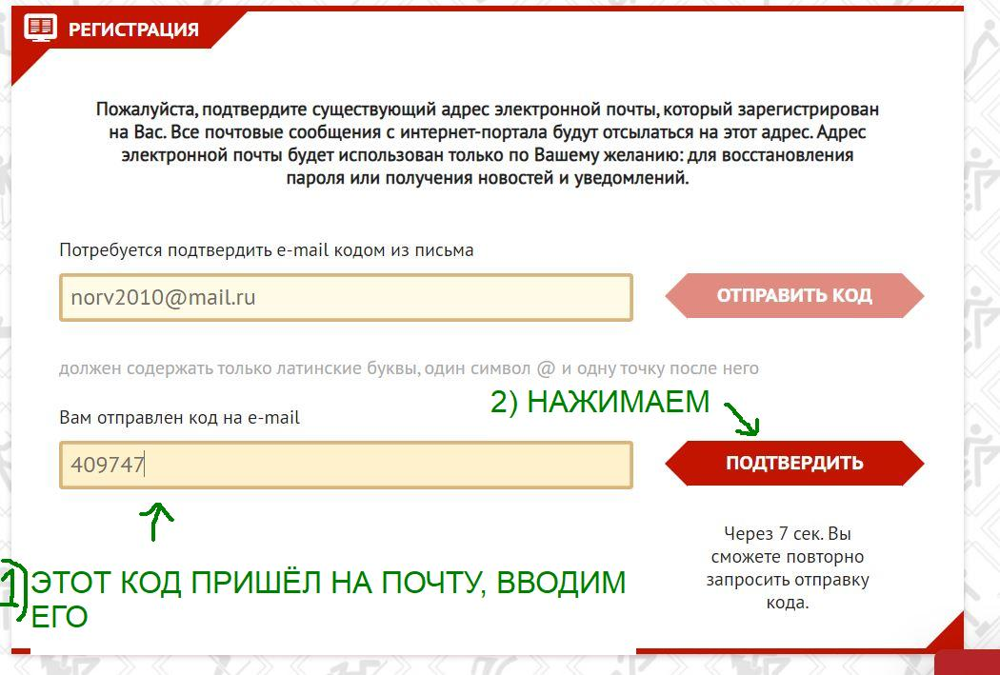 РЕГИСТРАЦИЯ
Пожалуйста, подтвердите существующий адрес электронной почты, который зарегистрирован
на Вас. Все почтовые сообщения с интернет-портала будут отсылаться на этот адрес. Адрес
электронной почты будет использован только по Вашему желанию: для восстановления
пароля или получения новостей и уведомлений.
Потребуется подтвердить e-mail кодом из письма
norv2010@mail.ru
ОТПРАВИТЬ КОД
должен содержать только латинские буквы, один символ @ и одну точку после него
2) НАЖИМАЕМ
Вам отправлен код на e-mail
409747
ПОДТВЕРДИТЬ
Через 7 сек. Вы
сможете повторно
запросить отправку
кода.
1) ЭТОТ КОД ПРИШЁЛ НА ПОЧТУ, ВВОДИМ
ЕГО